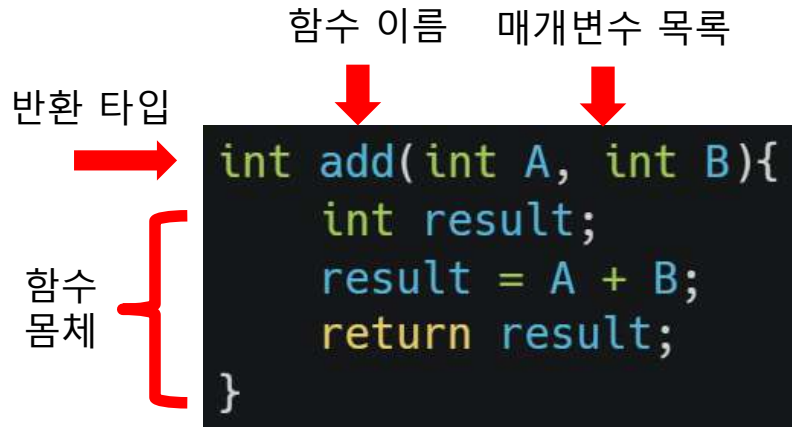 함수 이름
매개변수 목록
반환 타입
int add(int A, int B){
int result;
result = A + B;
return result;
}
함수
몸체